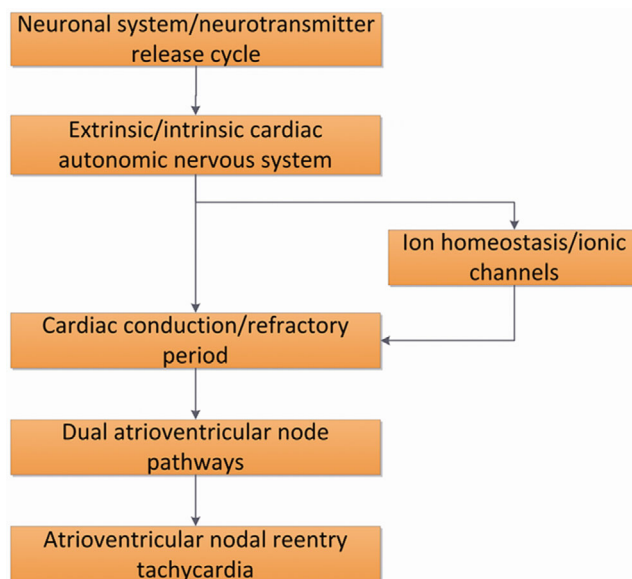 Neuronal system/neurotransmitter
release cycle
Extrinsic/intrinsic cardiac
autonomic nervous system
Ion homeostasis/ionic
channels
Cardiac conduction/refractory
period
Dual atrioventricular node
pathways
Atrioventricular nodal reentry
tachycardia